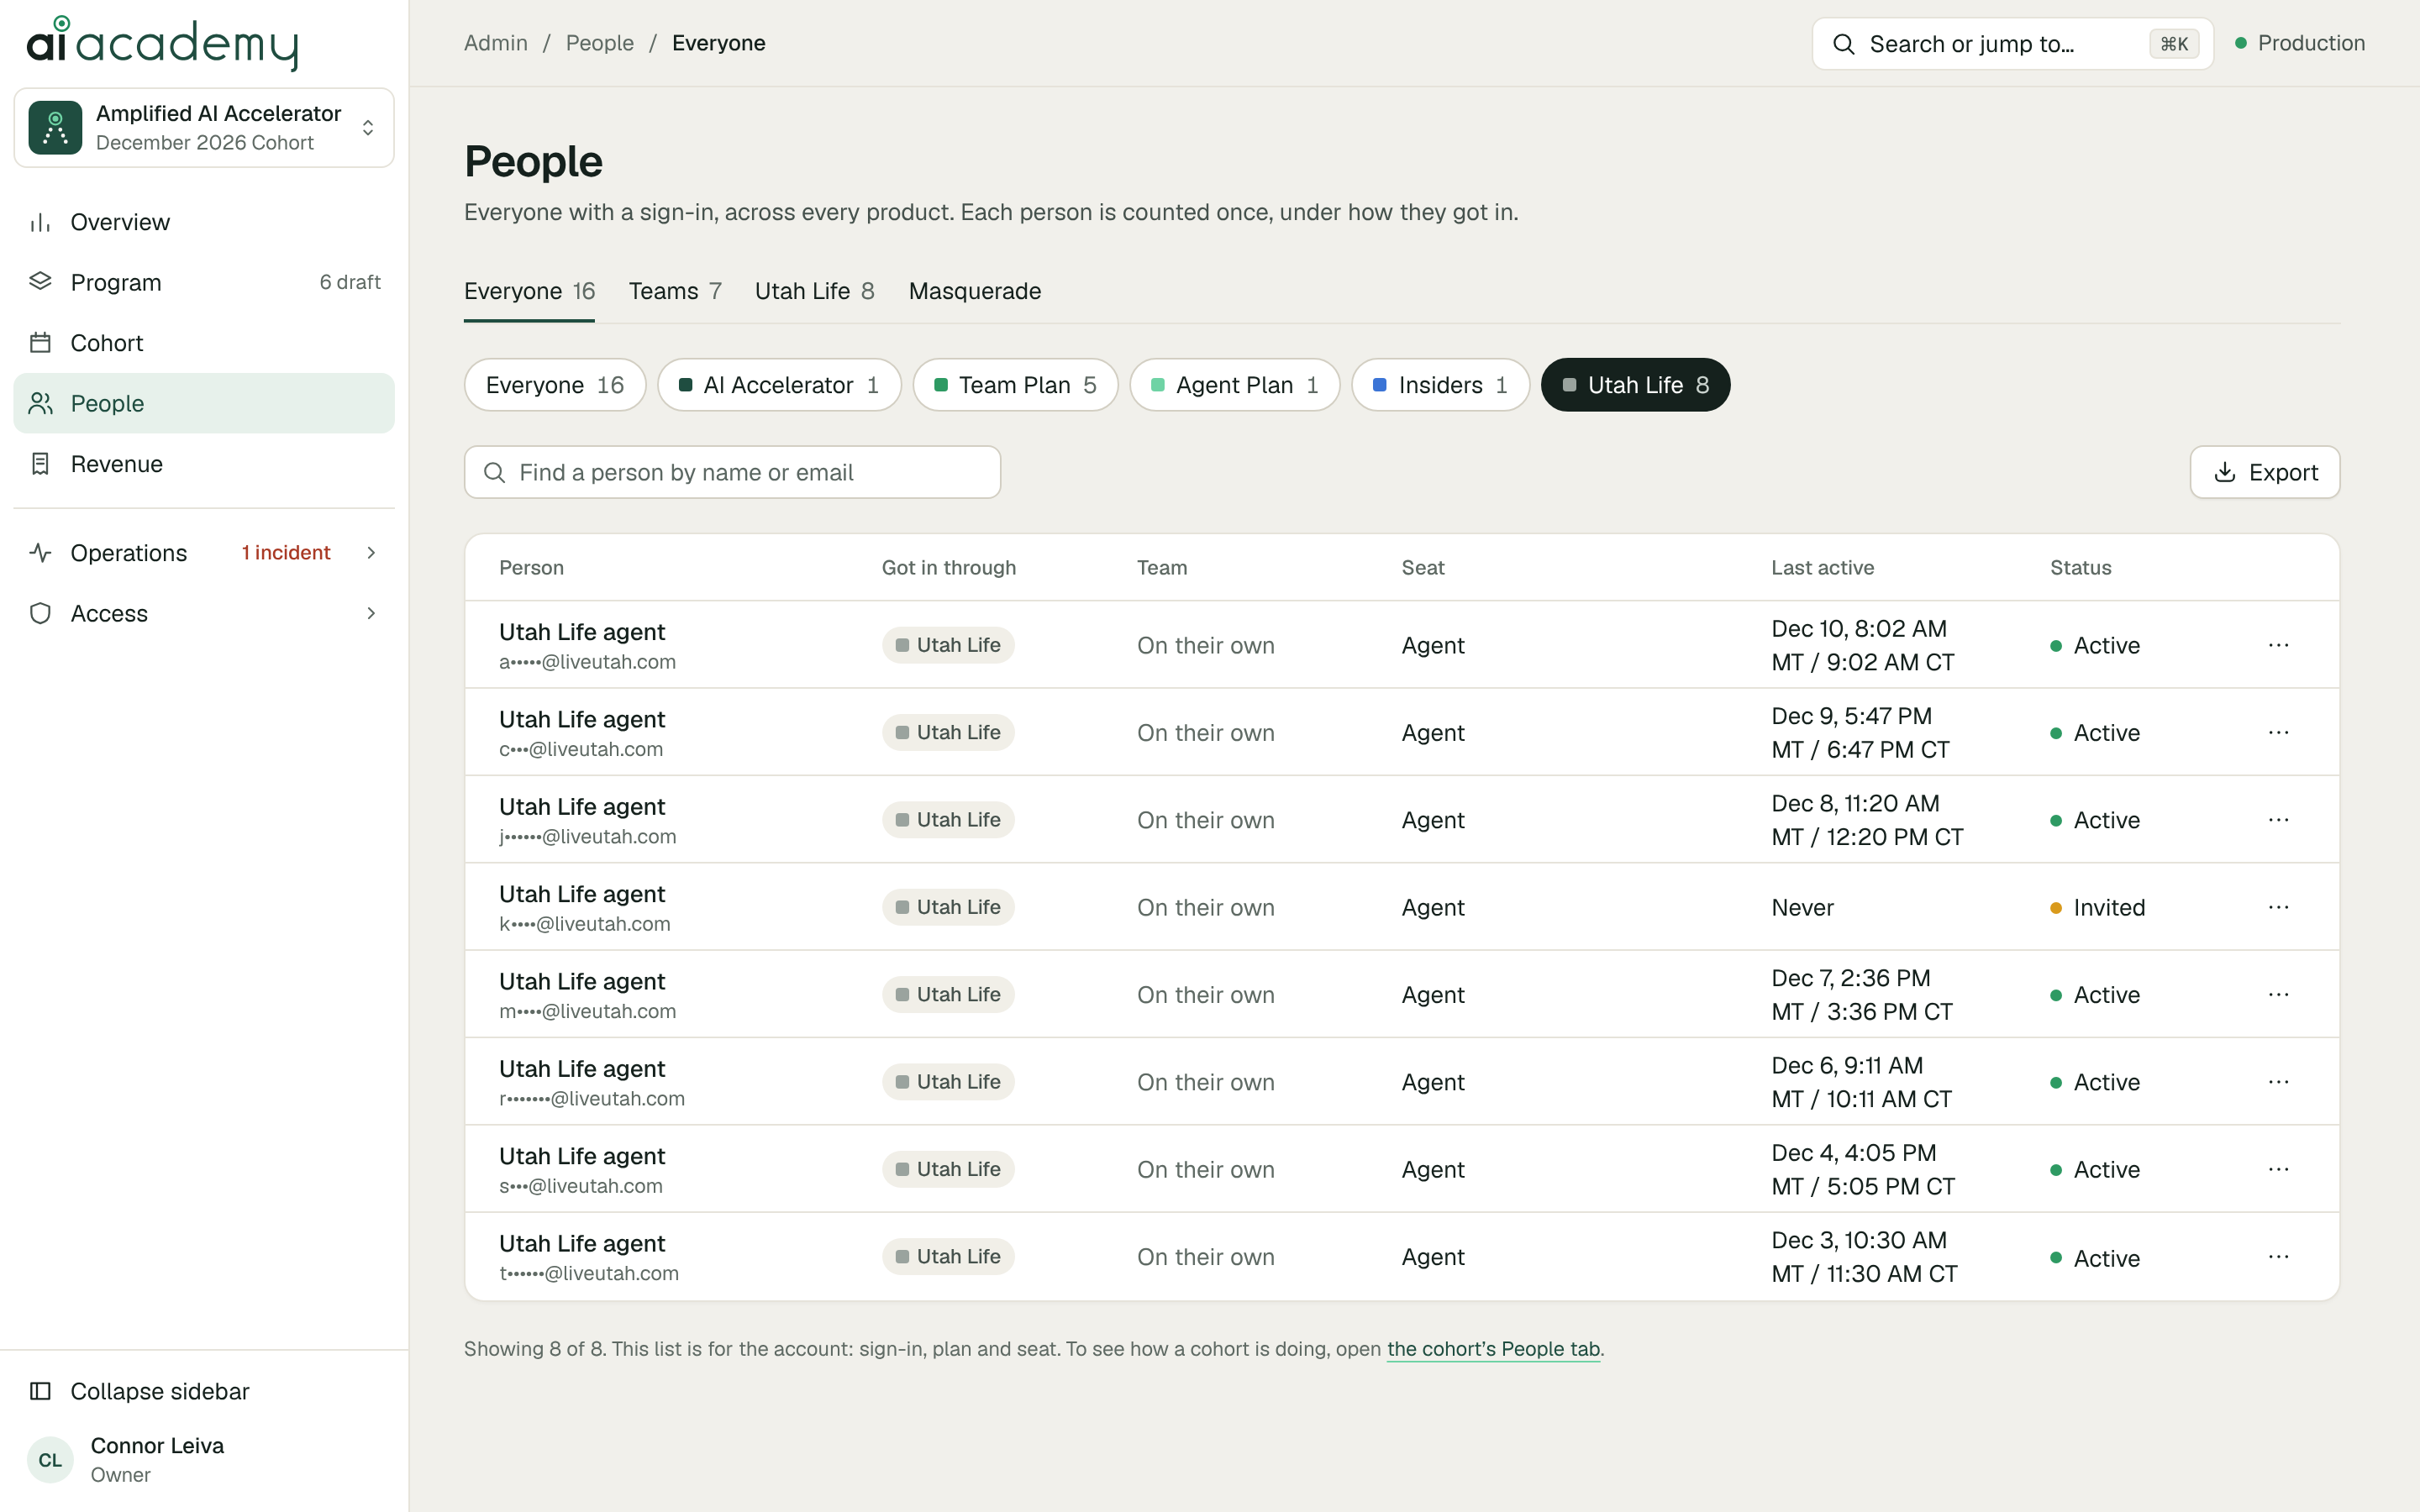 ai academy
Admin / People / Everyone
Search or jump to... ⌘K
Production
Amplified AI Accelerator
December 2026 Cohort
Overview
Program 6 draft
Cohort
People
Revenue
Operations 1 incident
Access
Collapse sidebar
CL
Connor Leiva
Owner
People
Everyone with a sign-in, across every product. Each person is counted once, under how they got in.
Everyone 16 Teams 7 Utah Life 8 Masquerade
Everyone 16 AI Accelerator 1 Team Plan 5 Agent Plan 1 Insiders 1 Utah Life 8
Find a person by name or email
Export
Person Got in through Team Seat Last active Status
Utah Life agent
a•••••@liveutah.com
Utah Life On their own Agent
Dec 10, 8:02 AM
MT / 9:02 AM CT
Active
Utah Life agent
c•••@liveutah.com
Utah Life On their own Agent
Dec 9, 5:47 PM
MT / 6:47 PM CT
Active
Utah Life agent
j••••••@liveutah.com
Utah Life On their own Agent
Dec 8, 11:20 AM
MT / 12:20 PM CT
Active
Utah Life agent
k••••@liveutah.com
Utah Life On their own Agent
Never
Invited
Utah Life agent
m••••@liveutah.com
Utah Life On their own Agent
Dec 7, 2:36 PM
MT / 3:36 PM CT
Active
Utah Life agent
r•••••••@liveutah.com
Utah Life On their own Agent
Dec 6, 9:11 AM
MT / 10:11 AM CT
Active
Utah Life agent
s•••@liveutah.com
Utah Life On their own Agent
Dec 4, 4:05 PM
MT / 5:05 PM CT
Active
Utah Life agent
t••••••@liveutah.com
Utah Life On their own Agent
Dec 3, 10:30 AM
MT / 11:30 AM CT
Active
Showing 8 of 8. This list is for the account: sign-in, plan and seat. To see how a cohort is doing, open the cohort’s People tab.